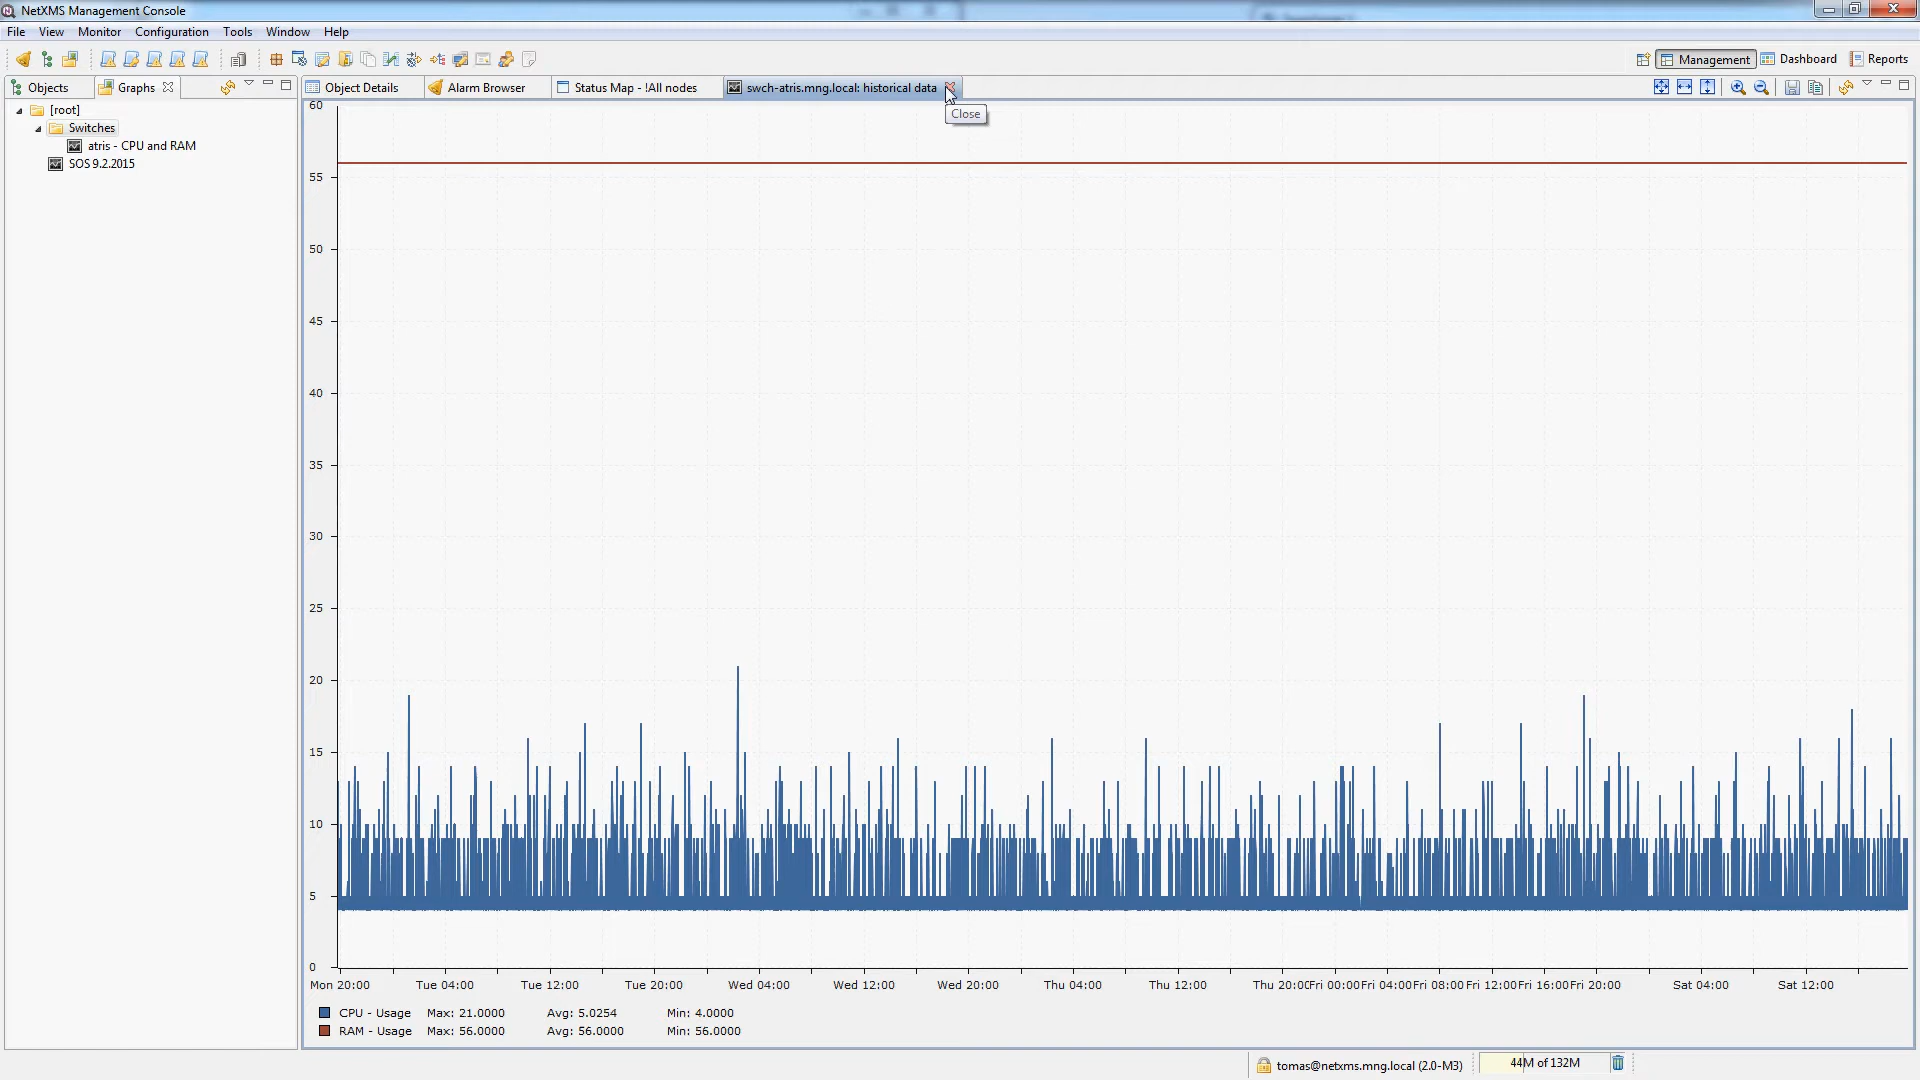 NetXMS Management Console
File View Monitor Configuration Tools Window Help
Management Dashboard Reports
Objects Graphs Object Details Alarm Browser Status Map - !All nodes swch-atris.mng.local: historical data
Close
[root]
Switches
atris - CPU and RAM
SOS 9.2.2015
60
55
50
45
40
35
30
25
20
15
10
5
0
Mon 20:00 Tue 04:00 Tue 12:00 Tue 20:00 Wed 04:00 Wed 12:00 Wed 20:00 Thu 04:00 Thu 12:00 Thu 20:00 Fri 00:00 Fri 04:00 Fri 08:00 Fri 12:00 Fri 16:00 Fri 20:00 Sat 04:00 Sat 12:00
CPU - Usage Max: 21.0000 Avg: 5.0254 Min: 4.0000
RAM - Usage Max: 56.0000 Avg: 56.0000 Min: 56.0000
tomas@netxms.mng.local (2.0-M3) 44M of 132M